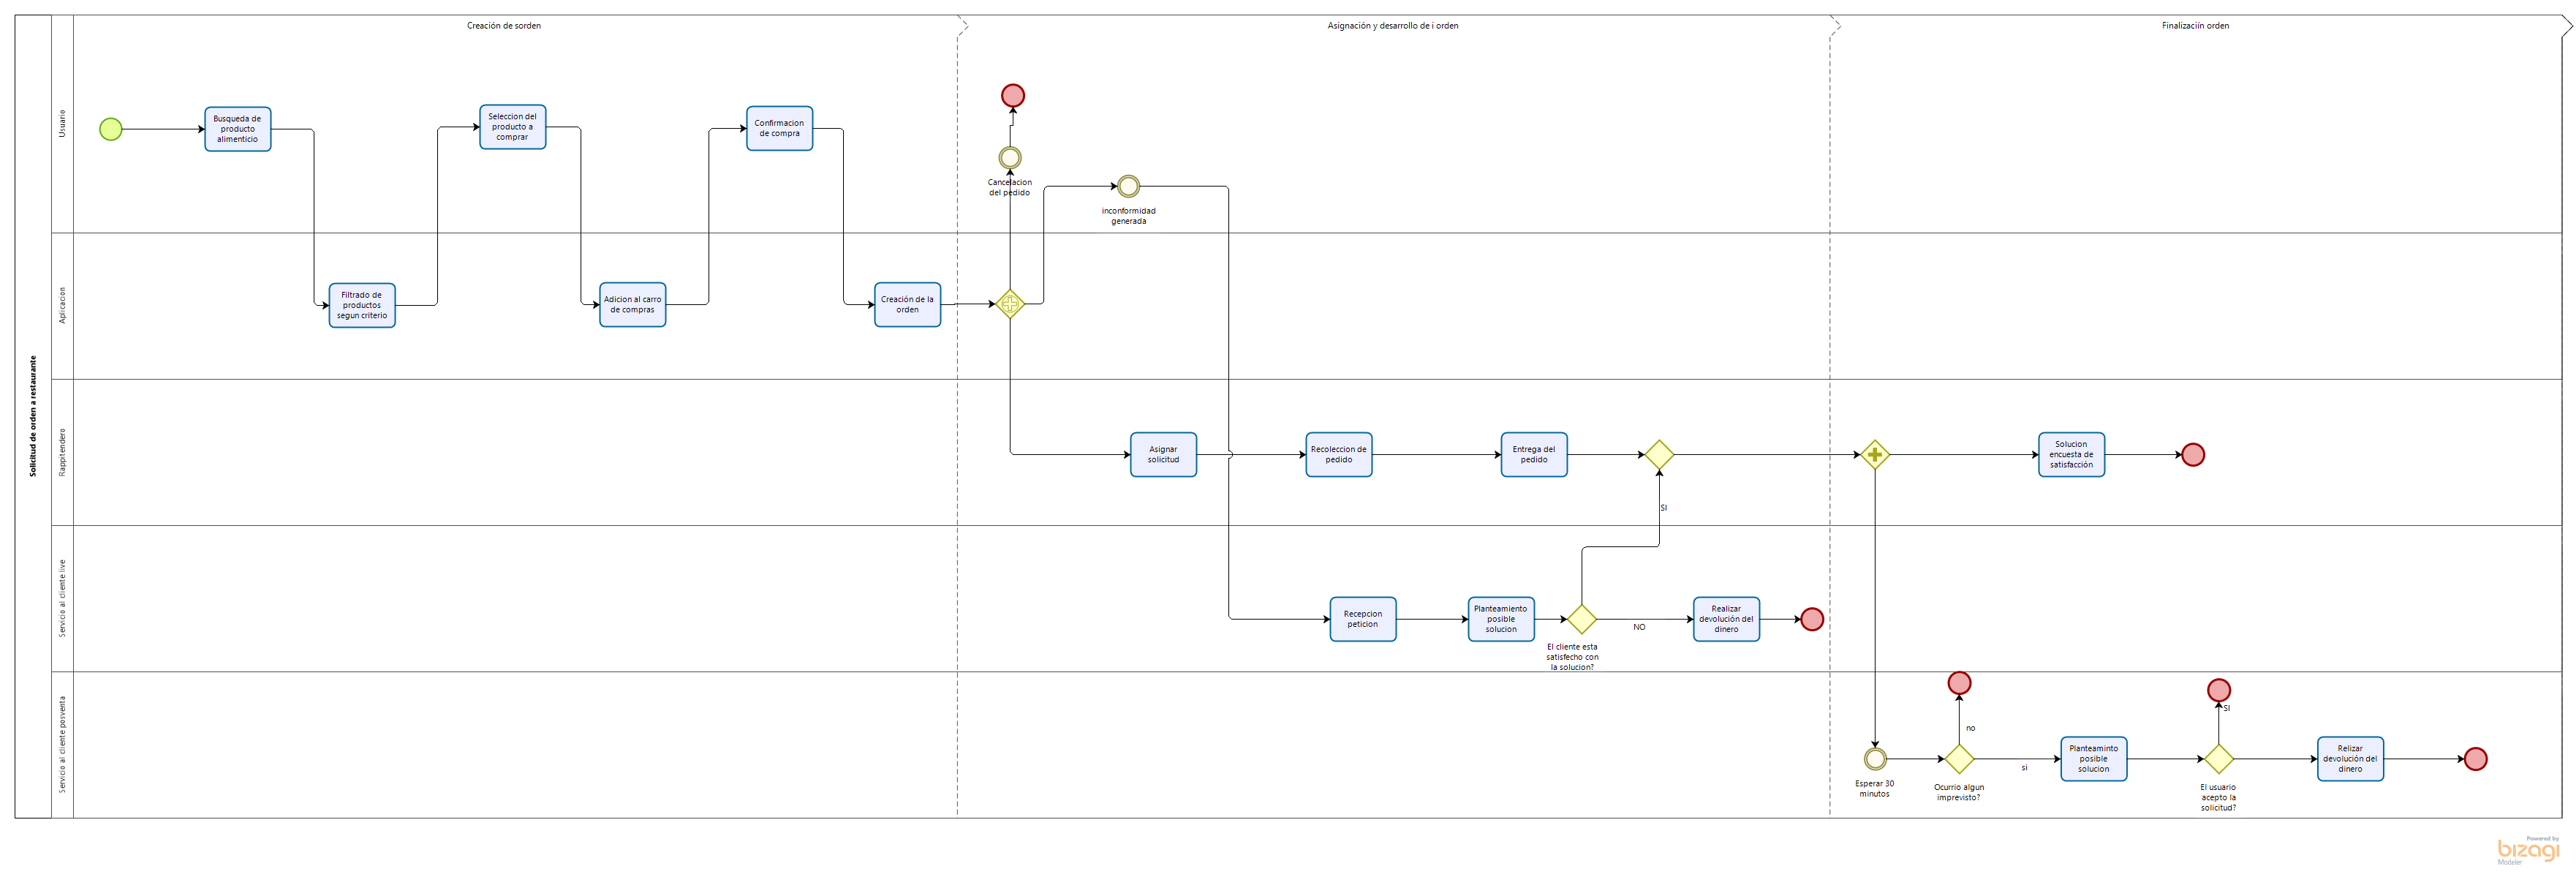 Creación de sorden
Asignación y desarrollo de i orden
Finalizaciín orden
Solicitud de orden a restaurante
Usuario
Busqueda de
producto
alimenticio
Seleccion del
producto a
comprar
Confirmacion
de compra
Cancelacion
del pedido
inconformidad
generada
Aplicacion
Filtrado de
productos
segun criterio
Adicion al carro
de compras
Creación de la
orden
Rappitendero
Asignar
solicitud
Recoleccion de
pedido
Entrega del
pedido
Solucion
encuesta de
satisfacción
SI
Servicio al cliente live
Recepcion
peticion
Planteamiento
posible
solucion
El cliente esta
satisfecho con
la solucion?
NO
Realizar
devolución del
dinero
Servicio al cliente posventa
Esperar 30
minutos
Ocurrio algun
imprevisto?
no
si
Planteaminto
posible
solucion
El usuario
acepto la
solicitud?
SI
Relizar
devolución del
dinero
Powered by
bizagi
Modeler